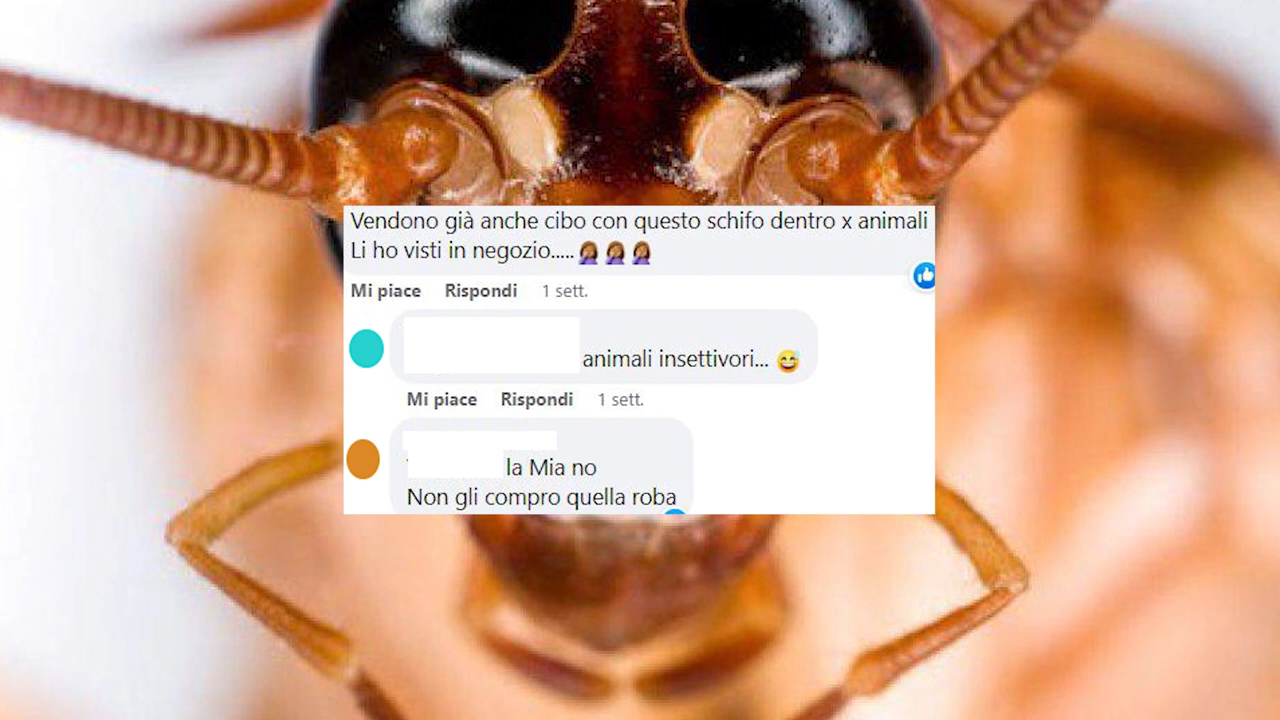 Vendono già anche cibo con questo schifo dentro x animali
Li ho visti in negozio.....🤦🏾‍♀️🤦🏾‍♀️🤦🏾‍♀️
Mi piace Rispondi 1 sett.
animali insettivori... 😅
Mi piace Rispondi 1 sett.
la Mia no
Non gli compro quella roba